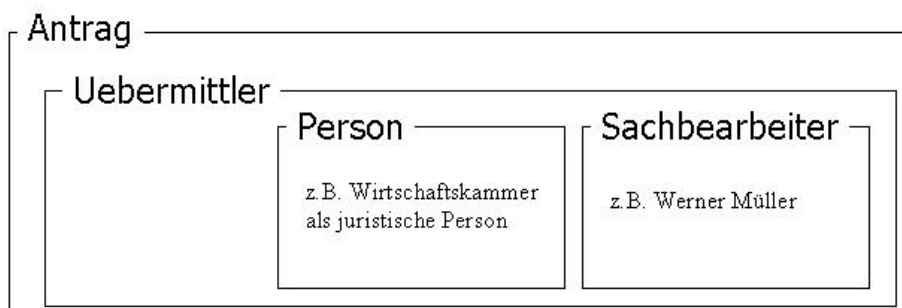 Antrag
Uebermittler
Person
Sachbearbeiter
z.B. Wirtschaftskammer
als juristische Person
z.B. Werner Müller